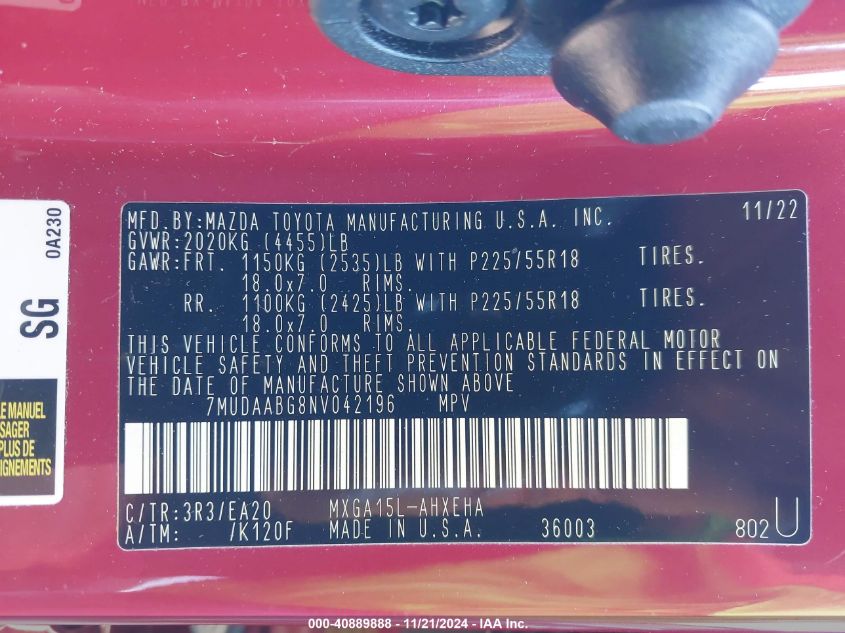 0A230
SG
LE MANUEL
SAGER
PLUS DE
IGNEMENTS
MFD.BY:MAZDA TOYOTA MANUFACTURING U.S.A. INC. 11/22
GVWR:2020KG (4455)LB
GAWR:FRT. 1150KG (2535)LB WITH P225/55R18 TIRES.
18.0x7.0 RIMS.
RR. 1100KG (2425)LB WITH P225/55R18 TIRES.
18.0x7.0 RIMS.
THIS VEHICLE CONFORMS TO ALL APPLICABLE FEDERAL MOTOR
VEHICLE SAFETY AND THEFT PREVENTION STANDARDS IN EFFECT ON
THE DATE OF MANUFACTURE SHOWN ABOVE
7MUDAABG8NV042196 MPV
C/TR:3R3/EA20 MXGA15L-AHXEHA
A/TM: /K120F MADE IN U.S.A. 36003 802U
000-40889888 - 11/21/2024 - IAA Inc.